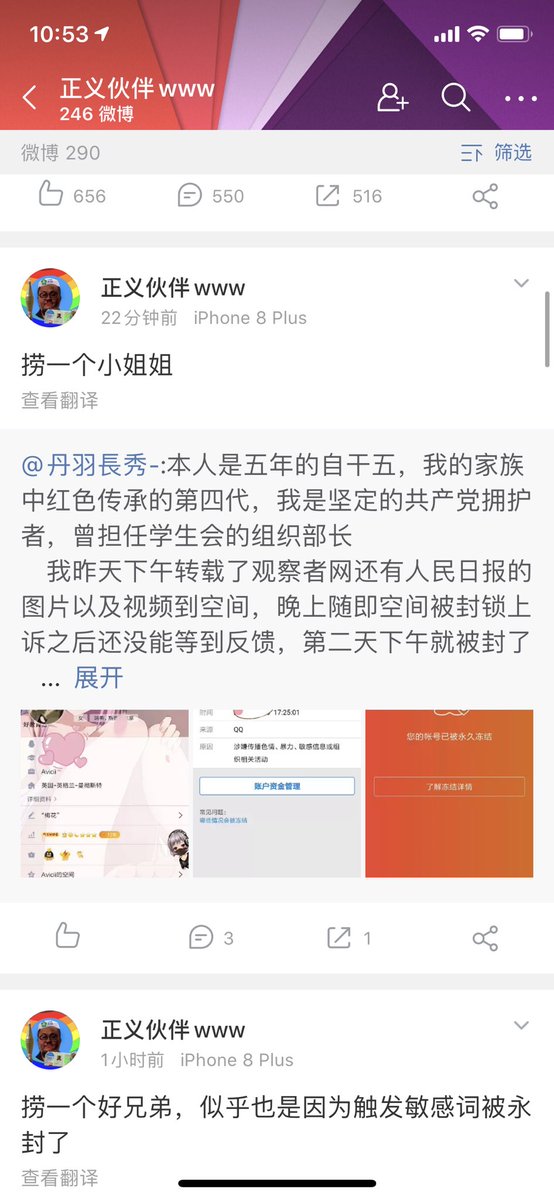 10:53
正义伙伴www
246 微博
微博 290
筛选
656
550
516
正义伙伴www
22分钟前 iPhone 8 Plus
捞一个小姐姐
查看翻译
@丹羽長秀-:本人是五年的自干五，我的家族
中红色传承的第四代，我是坚定的共产党拥护
者，曾担任学生会的组织部长
我昨天下午转载了观察者网还有人民日报的
图片以及视频到空间，晚上随即空间被封锁上
诉之后还没能等到反馈，第二天下午就被封了
... 展开
Avicii
英国-英格兰-曼彻斯特
详细资料
Avicii的空间
时间
17:25:01
来源
QQ
原因
涉嫌传播色情、暴力、敏感信息或组
织相关活动
账户资金管理
常见问题：
哪些情况会被冻结
您的帐号已被永久冻结
了解冻结详情
3
1
正义伙伴www
1小时前 iPhone 8 Plus
捞一个好兄弟，似乎也是因为触发敏感词被永
封了
查看翻译